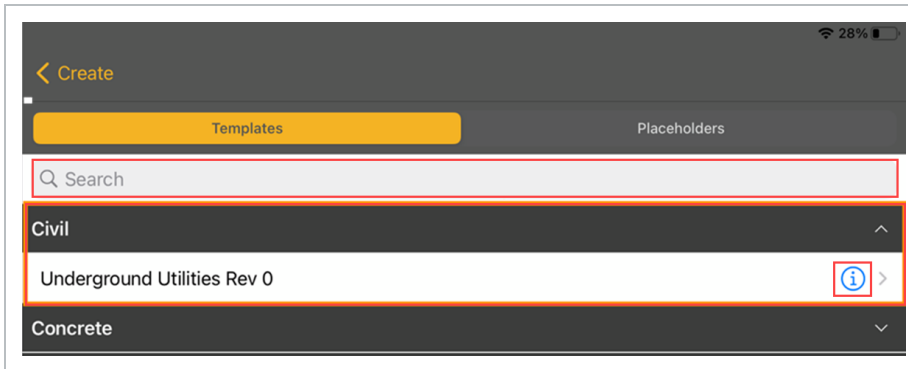 28%
Create
Templates Placeholders
Search
Civil
Underground Utilities Rev 0
Concrete